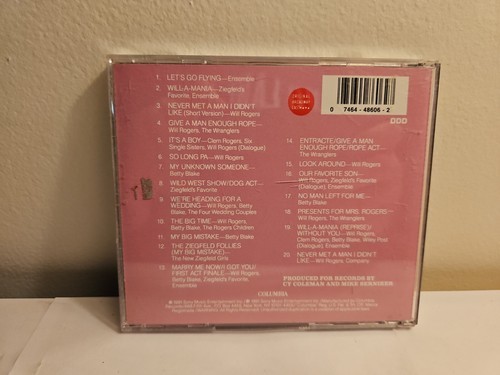 1. LET'S GO FLYING—Ensemble
2. WILL-A-MANIA—Ziegfeld's
Favorite, Ensemble
3. NEVER MET A MAN I DIDN'T
LIKE (Short Version)—Will Rogers
4. GIVE A MAN ENOUGH ROPE—
Will Rogers, The Wranglers
5. IT'S A BOY—Clem Rogers, Six
Single Sisters, Will Rogers (Dialogue)
6. SO LONG PA—Will Rogers
7. MY UNKNOWN SOMEONE—
Betty Blake
8. WILD WEST SHOW/DOG ACT—
Ziegfeld's Favorite
9. WE'RE HEADING FOR A
WEDDING—Will Rogers, Betty
Blake, The Four Wedding Couples
10. THE BIG TIME—Will Rogers, Betty
Blake, The Rogers Children
11. MY BIG MISTAKE—Betty Blake
12. THE ZIEGFELD FOLLIES
(MY BIG MISTAKE)—
The New Ziegfeld Girls
13. MARRY ME NOW/I GOT YOU/
FIRST ACT FINALE—Will Rogers,
Betty Blake, Ziegfeld's Favorite,
Ensemble
0 7464-48606-2
14. ENTR'ACTE/GIVE A MAN
ENOUGH ROPE/ROPE ACT—
The Wranglers
15. LOOK AROUND—Will Rogers
16. OUR FAVORITE SON—
Will Rogers, Ziegfeld's Favorite
(Dialogue), Ensemble
17. NO MAN LEFT FOR ME—
Betty Blake
18. PRESENTS FOR MRS. ROGERS—
Will Rogers, The Wranglers
19. WILL-A-MANIA (REPRISE)/
WITHOUT YOU—Will Rogers,
Clem Rogers, Betty Blake, Wiley Post
(Dialogue), Ensemble
20. NEVER MET A MAN I DIDN'T
LIKE—Will Rogers, Company
PRODUCED FOR RECORDS BY
CY COLEMAN AND MIKE BERNIKER
COLUMBIA